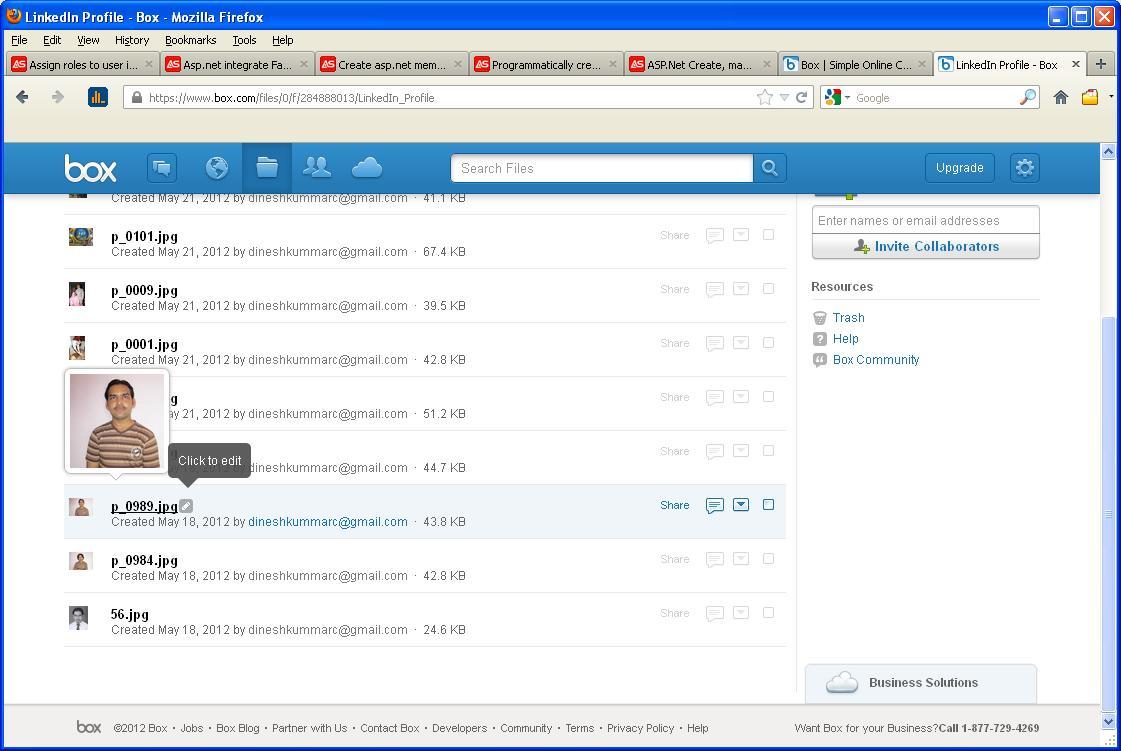 LinkedIn Profile - Box - Mozilla Firefox
File Edit View History Bookmarks Tools Help
Assign roles to user i... Asp.net integrate Fa... Create asp.net mem... Programmatically cre... ASP.Net Create, ma... Box | Simple Online C... LinkedIn Profile - Box
https://www.box.com/files/0/f/284888013/LinkedIn_Profile
Google
box
Search Files
Upgrade
Created May 21, 2012 by dineshkummarc@gmail.com · 41.1 KB
p_0101.jpg
Share
Created May 21, 2012 by dineshkummarc@gmail.com · 67.4 KB
p_0009.jpg
Share
Created May 21, 2012 by dineshkummarc@gmail.com · 39.5 KB
p_0001.jpg
Share
Created May 21, 2012 by dineshkummarc@gmail.com · 42.8 KB
g
Share
ay 21, 2012 by dineshkummarc@gmail.com · 51.2 KB
Share
Click to edit
dineshkummarc@gmail.com · 44.7 KB
p_0989.jpg
Share
Created May 18, 2012 by dineshkummarc@gmail.com · 43.8 KB
p_0984.jpg
Share
Created May 18, 2012 by dineshkummarc@gmail.com · 42.8 KB
56.jpg
Share
Created May 18, 2012 by dineshkummarc@gmail.com · 24.6 KB
Enter names or email addresses
Invite Collaborators
Resources
Trash
Help
Box Community
Business Solutions
box ©2012 Box · Jobs · Box Blog · Partner with Us · Contact Box · Developers · Community · Terms · Privacy Policy · Help
Want Box for your Business?Call 1-877-729-4269